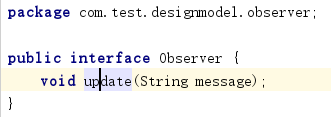 package com.test.designmodel.observer;
public interface Observer {
    void update(String message);
}